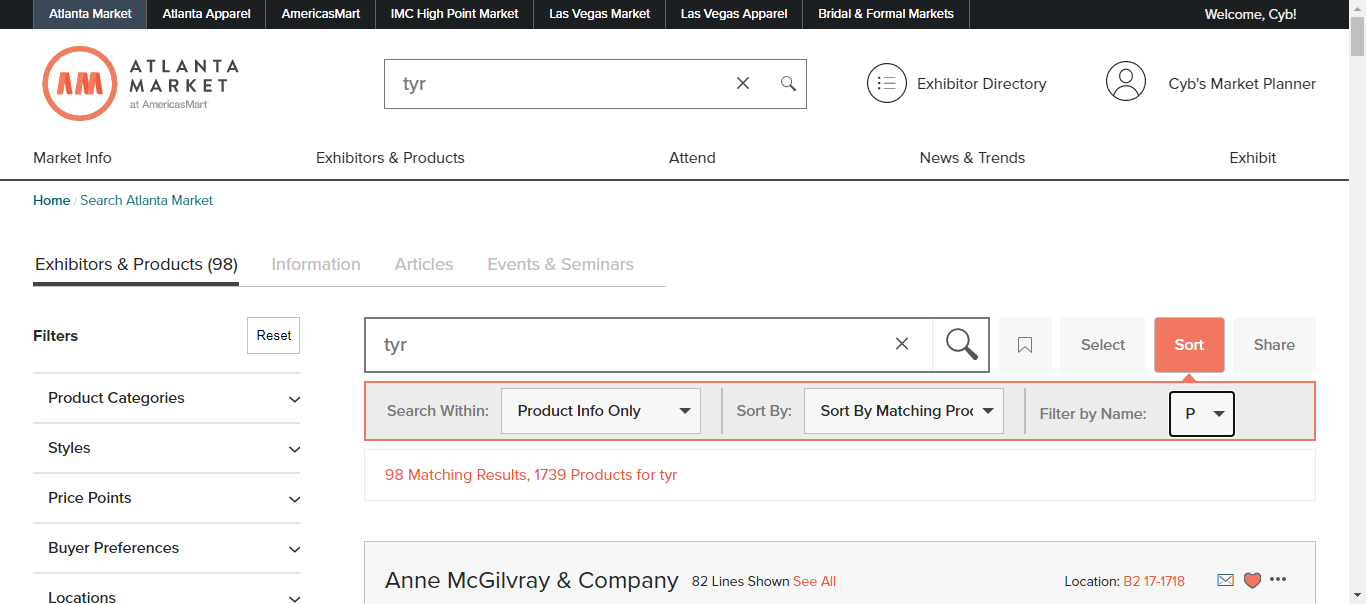 Atlanta Market Atlanta Apparel AmericasMart IMC High Point Market Las Vegas Market Las Vegas Apparel Bridal & Formal Markets Welcome, Cyb!
AM ATLANTA
MARKET
at AmericasMart
tyr
Exhibitor Directory
Cyb's Market Planner
Market Info Exhibitors & Products Attend News & Trends Exhibit
Home / Search Atlanta Market
Exhibitors & Products (98) Information Articles Events & Seminars
Filters Reset
Product Categories
Styles
Price Points
Buyer Preferences
Locations
tyr Select Sort Share
Search Within: Product Info Only Sort By: Sort By Matching Proc Filter by Name: P
98 Matching Results, 1739 Products for tyr
Anne McGilvray & Company 82 Lines Shown See All Location: B2 17-1718